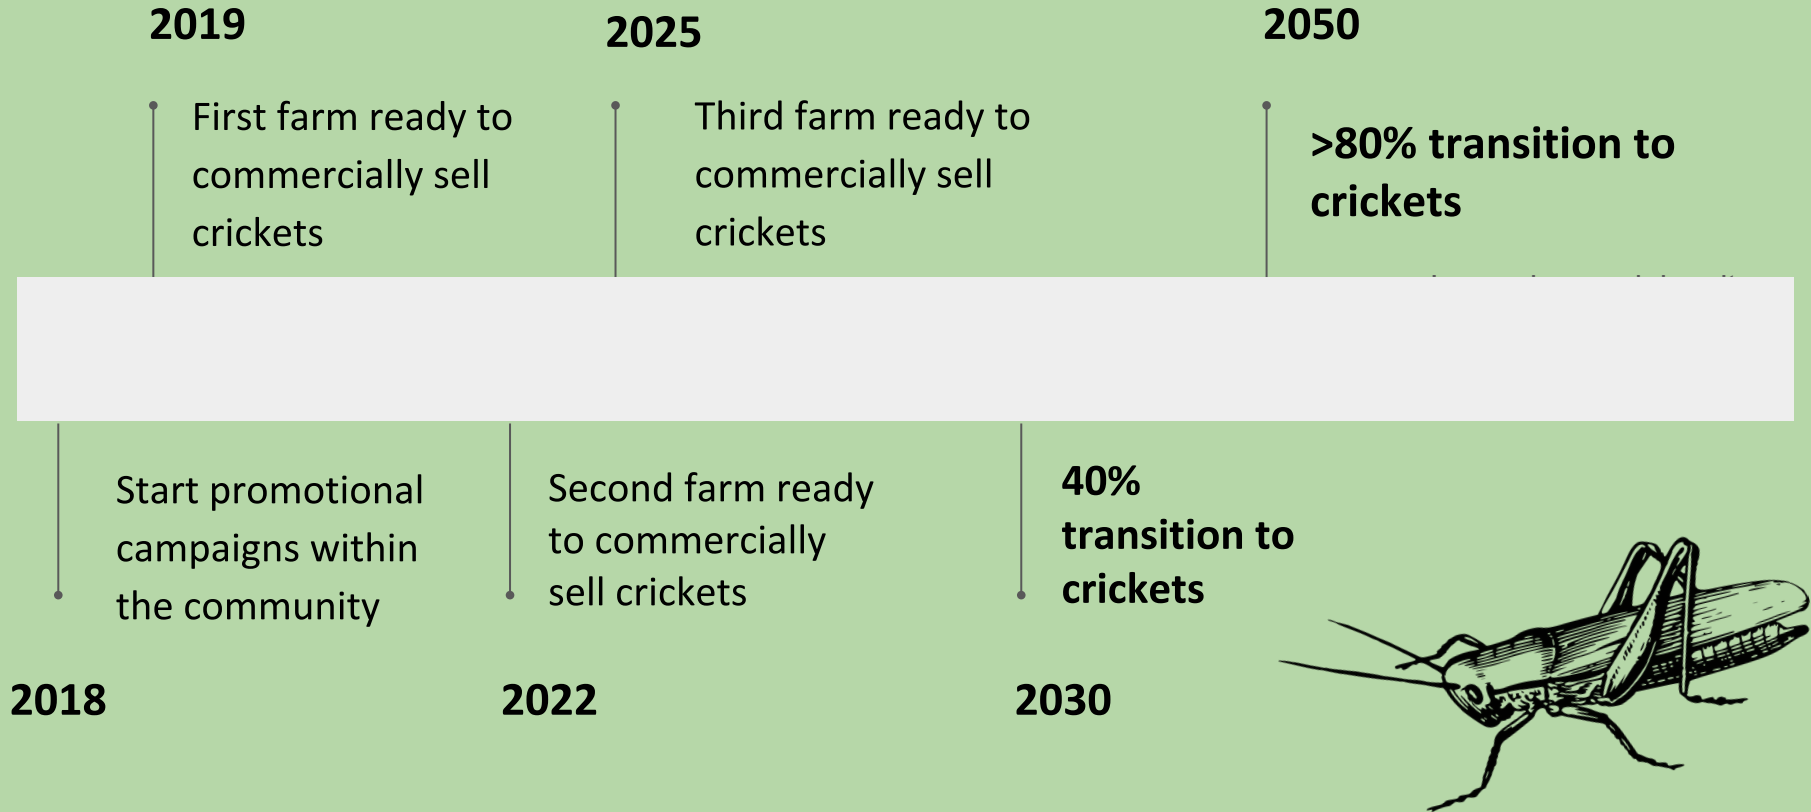 2019
First farm ready to
commercially sell
crickets
2025
Third farm ready to
commercially sell
crickets
2050
>80% transition to
crickets
Start promotional
campaigns within
the community
2018
Second farm ready
to commercially
sell crickets
2022
40%
transition to
crickets
2030